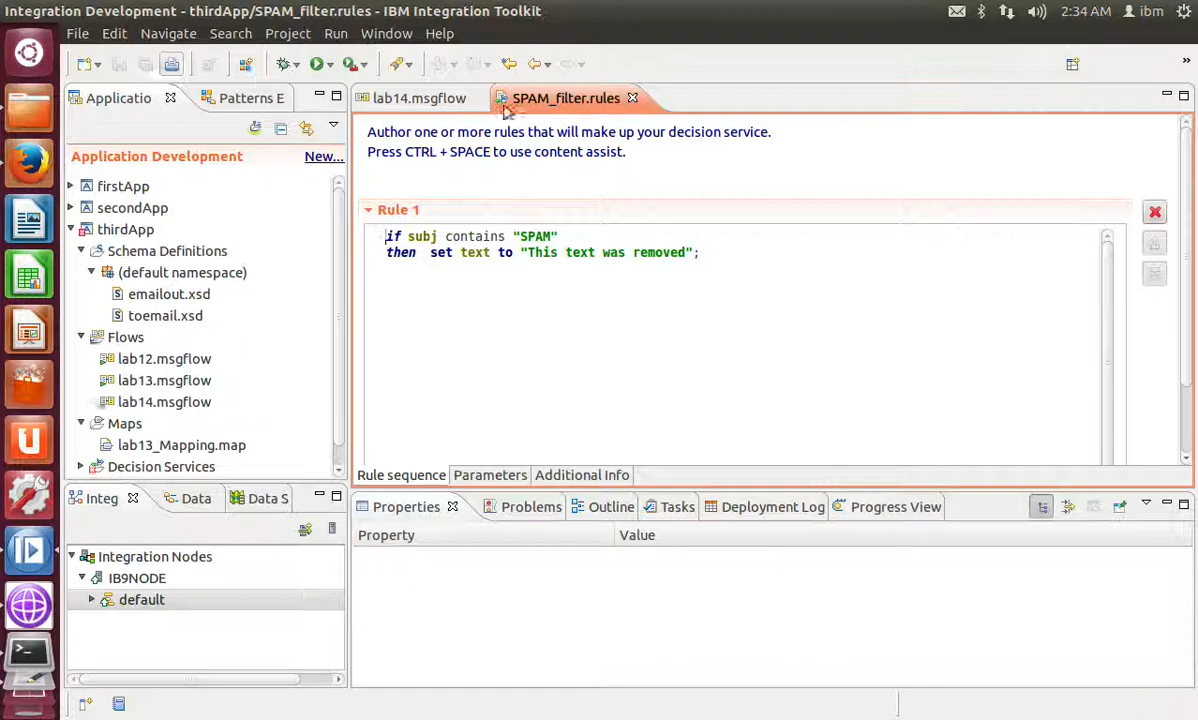 Integration Development - thirdApp/SPAM_filter.rules - IBM Integration Toolkit
2:34 AM
ibm
File Edit Navigate Search Project Run Window Help
Applicatio
Patterns E
Application Development
New...
firstApp
secondApp
thirdApp
Schema Definitions
(default namespace)
emailout.xsd
toemail.xsd
Flows
lab12.msgflow
lab13.msgflow
lab14.msgflow
Maps
lab13_Mapping.map
Decision Services
Integ
Data
Data S
Integration Nodes
IB9NODE
default
lab14.msgflow
SPAM_filter.rules
Author one or more rules that will make up your decision service.
Press CTRL + SPACE to use content assist.
Rule 1
if subj contains "SPAM"
then set text to "This text was removed";
Rule sequence Parameters Additional Info
Properties Problems Outline Tasks Deployment Log Progress View
Property Value